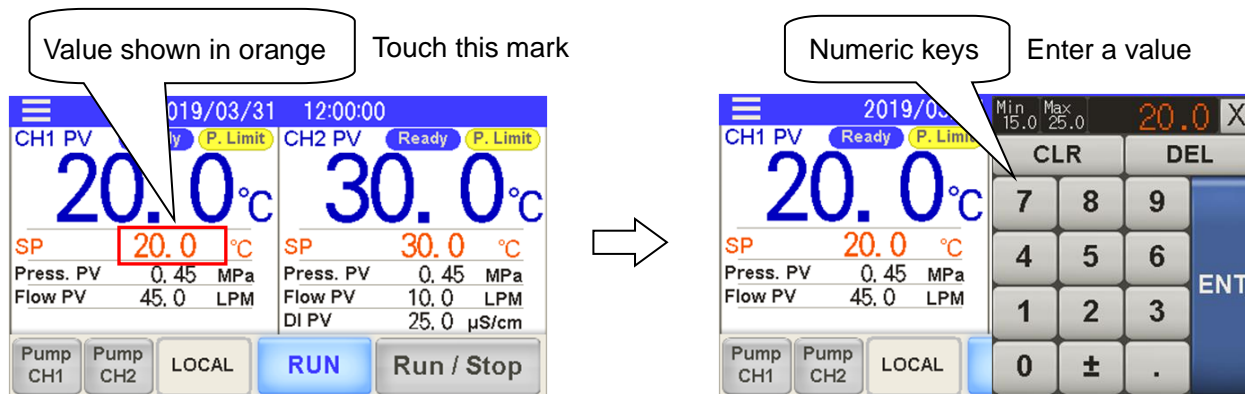 Value shown in orange
Touch this mark
019/03/31 12:00:00
CH1 PV P. Limit
20.0°C
SP 20.0 °C
Press. PV 0.45 MPa
Flow PV 45.0 LPM
CH2 PV Ready P. Limit
30.0°C
SP 30.0 °C
Press. PV 0.45 MPa
Flow PV 10.0 LPM
DI PV 25.0 μS/cm
Pump CH1
Pump CH2
LOCAL
RUN
Run / Stop
Numeric keys
Enter a value
2019/03
CH1 PV Ready P. Limit
20.0°C
SP 20.0 °C
Press. PV 0.45 MPa
Flow PV 45.0 LPM
Pump CH1
Pump CH2
LOCAL
Min 15.0 Max 25.0 20.0 X
CLR DEL
7 8 9
4 5 6
ENT
1 2 3
0 ± .